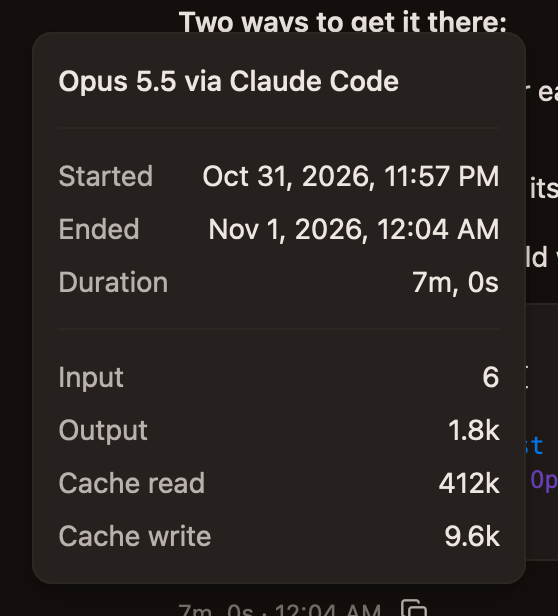 Two ways to get it there:
Opus 5.5 via Claude Code
Started Oct 31, 2026, 11:57 PM
Ended Nov 1, 2026, 12:04 AM
Duration 7m, 0s
Input 6
Output 1.8k
Cache read 412k
Cache write 9.6k
its
7m, 0s · 12:04 AM